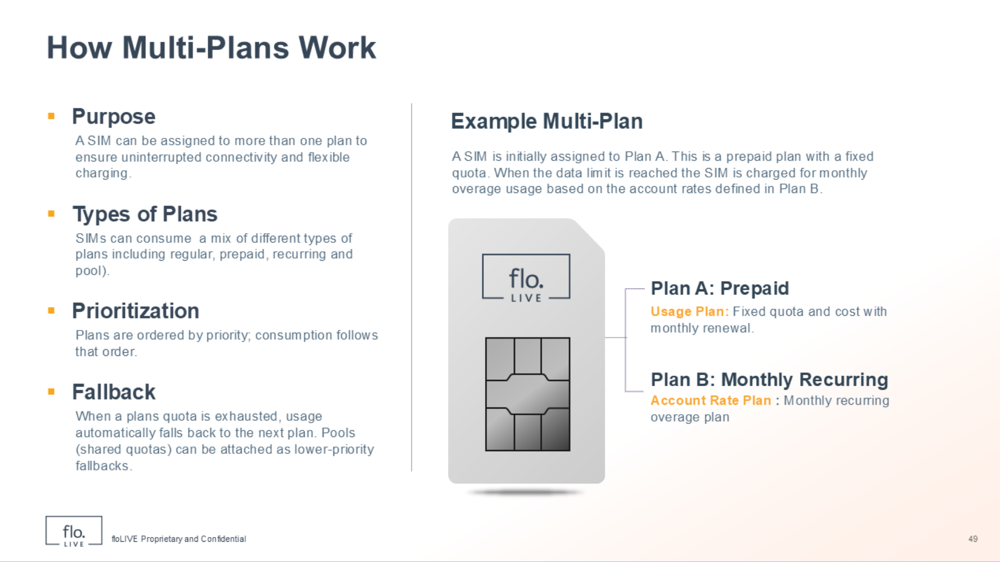 How Multi-Plans Work
Purpose
A SIM can be assigned to more than one plan to
ensure uninterrupted connectivity and flexible
charging.
Types of Plans
SIMs can consume  a mix of different types of
plans including regular, prepaid, recurring and
pool).
Prioritization
Plans are ordered by priority; consumption follows
that order.
Fallback
When a plans quota is exhausted, usage
automatically falls back to the next plan. Pools
(shared quotas) can be attached as lower-priority
fallbacks.
Example Multi-Plan
A SIM is initially assigned to Plan A. This is a prepaid plan with a fixed
quota. When the data limit is reached the SIM is charged for monthly
overage usage based on the account rates defined in Plan B.
flo.
LIVE
Plan A: Prepaid
Usage Plan: Fixed quota and cost with
monthly renewal.
Plan B: Monthly Recurring
Account Rate Plan : Monthly recurring
overage plan
flo.
LIVE
floLIVE Proprietary and Confidential
49